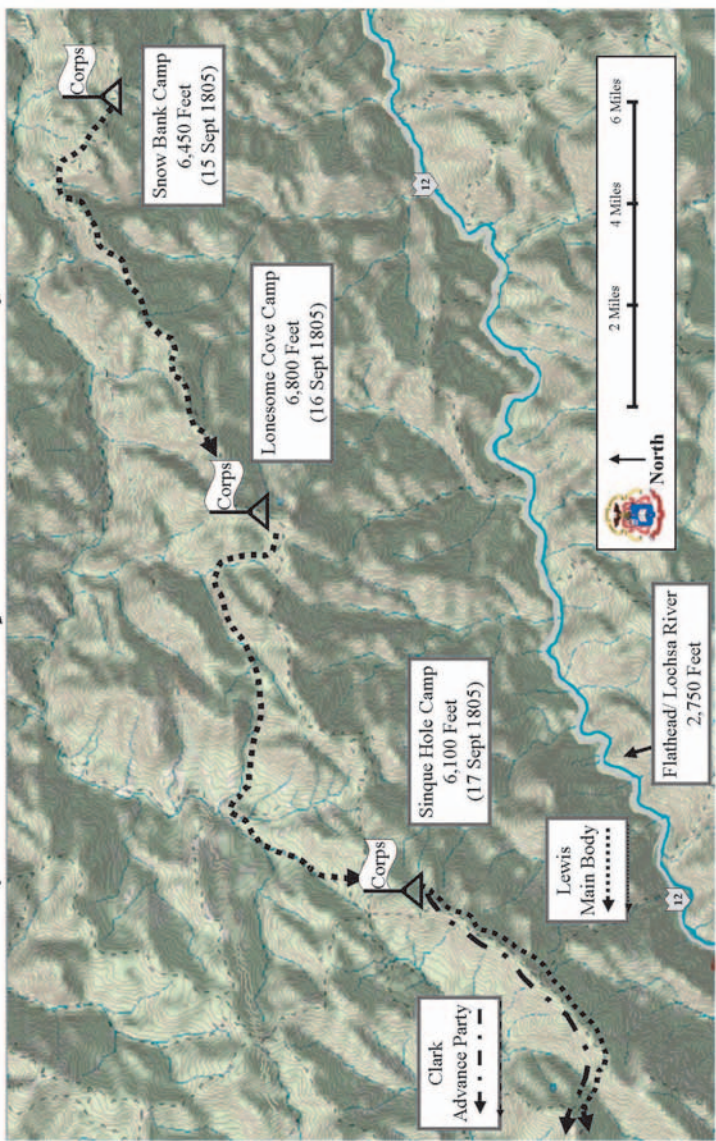 Corps
Snow Bank Camp
6,450 Feet
(15 Sept 1805)
Corps
Lonesome Cove Camp
6,800 Feet
(16 Sept 1805)
12
Corps
Sinque Hole Camp
6,100 Feet
(17 Sept 1805)
Clark
Advance Party
Lewis
Main Body
12
Flathead/ Lochsa River
2,750 Feet
North
2 Miles
4 Miles
6 Miles